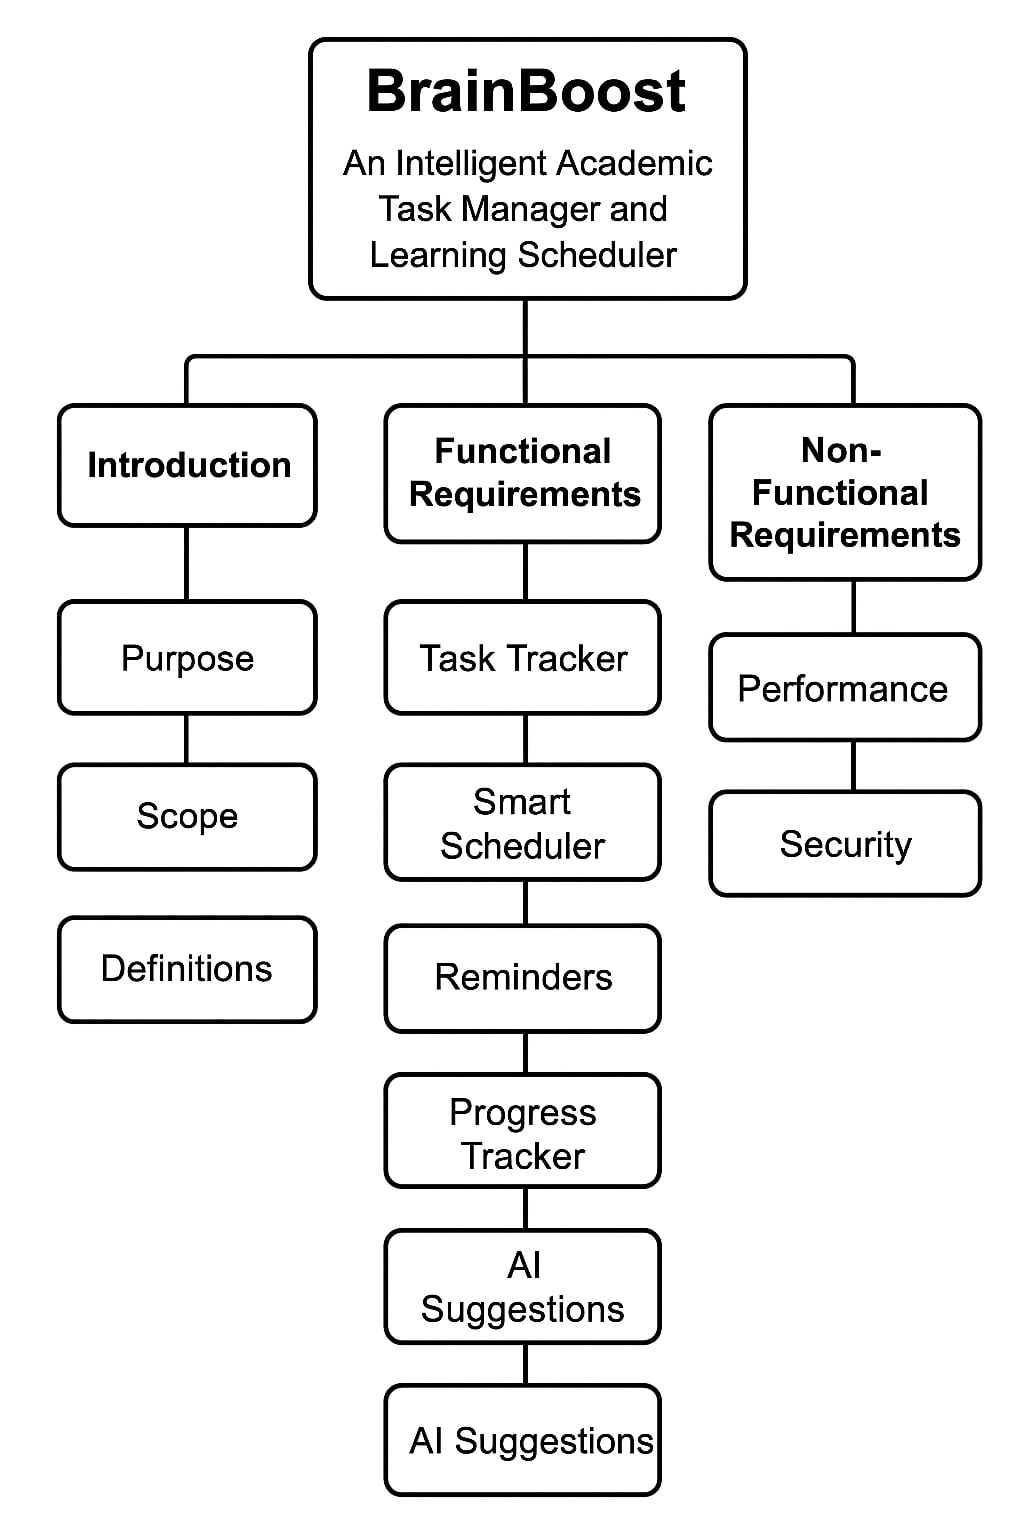 BrainBoost
An Intelligent Academic
Task Manager and
Learning Scheduler
Introduction
Purpose
Scope
Definitions
Functional
Requirements
Task Tracker
Smart
Scheduler
Reminders
Progress
Tracker
AI
Suggestions
AI Suggestions
Non-
Functional
Requirements
Performance
Security